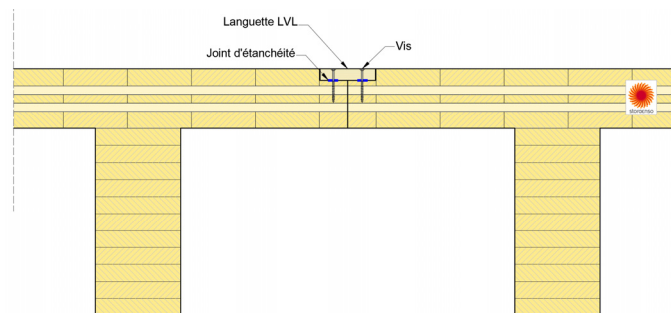 Languette LVL
Vis
Joint d'étanchéité
storaenso